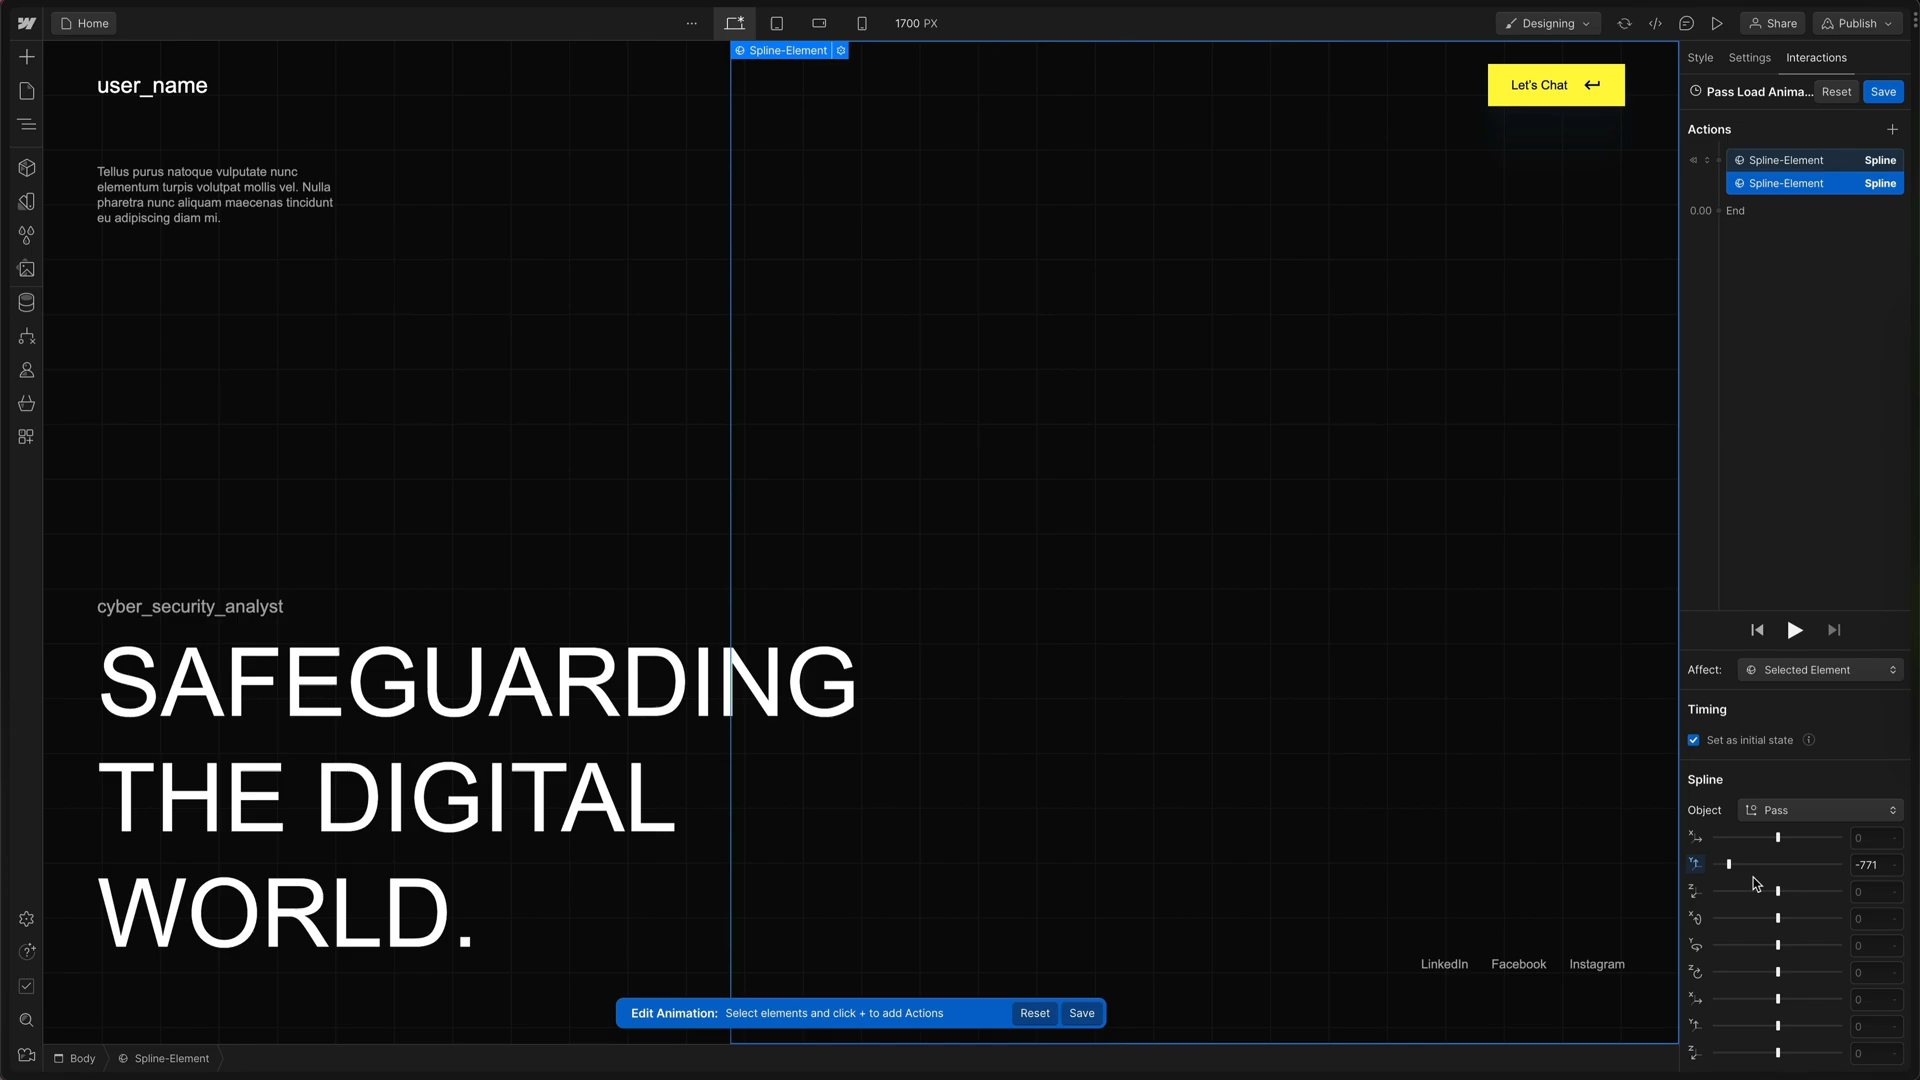 Home
1700 PX
Designing
Share
Publish
Spline-Element
user_name
Let's Chat
Tellus purus natoque vulputate nunc
elementum turpis volutpat mollis vel. Nulla
pharetra nunc aliquam maecenas tincidunt
eu adipiscing diam mi.
cyber_security_analyst
SAFEGUARDING
THE DIGITAL
WORLD.
LinkedIn Facebook Instagram
Edit Animation: Select elements and click + to add Actions Reset Save
Body Spline-Element
Style Settings Interactions
Pass Load Anima... Reset Save
Actions
Spline-Element Spline
Spline-Element Spline
0.00 End
Affect: Selected Element
Timing
Set as initial state
Spline
Object Pass
X 0 -
Y -771 -
Z 0 -
X 0 -
Y 0 -
Z 0 -
X 0 -
Y 0 -
Z 0 -